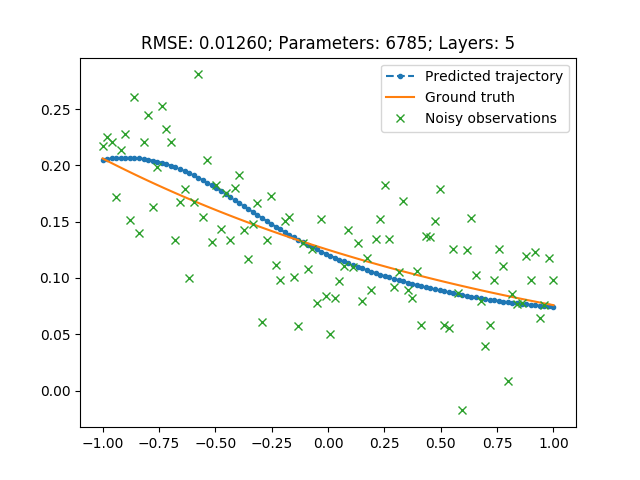 RMSE: 0.01260; Parameters: 6785; Layers: 5
Predicted trajectory
Ground truth
Noisy observations
0.25
0.20
0.15
0.10
0.05
0.00
−1.00 −0.75 −0.50 −0.25 0.00 0.25 0.50 0.75 1.00